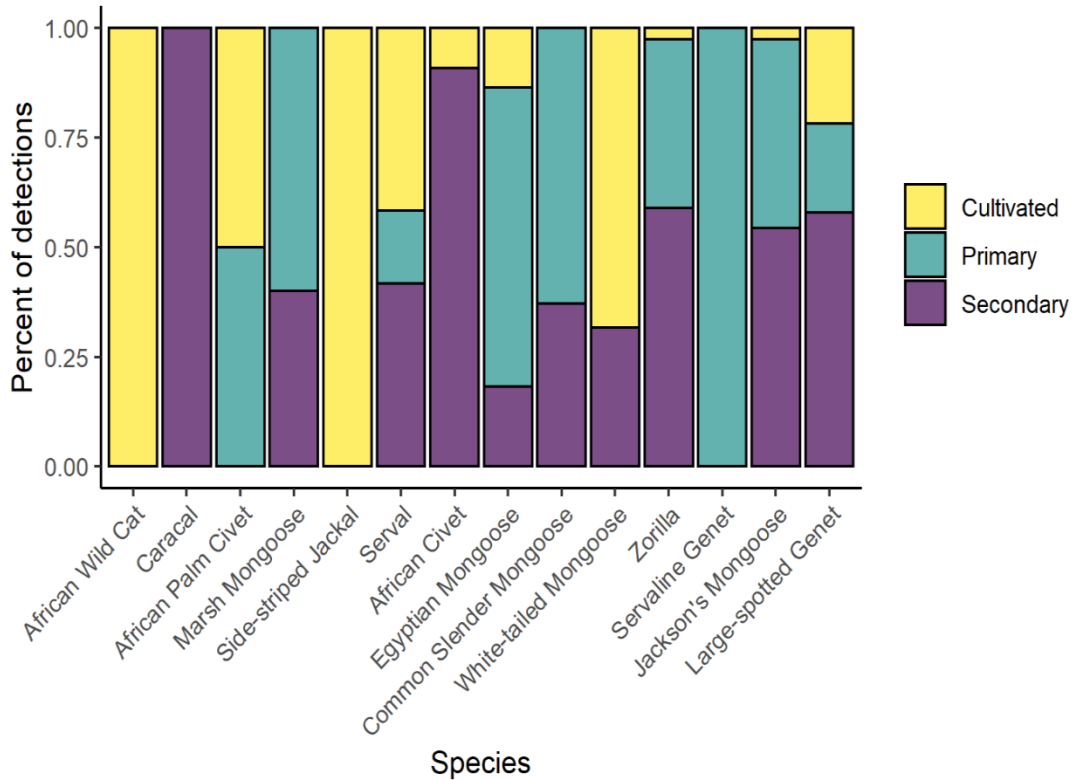 Percent of detections
1.00
0.75
0.50
0.25
0.00
African Wild Cat
Caracal
African Palm Civet
Marsh Mongoose
Side-striped Jackal
Serval
African Civet
Egyptian Mongoose
Common Slender Mongoose
White-tailed Mongoose
Zorilla
Servaline Genet
Jackson's Mongoose
Large-spotted Genet
Species
Cultivated
Primary
Secondary